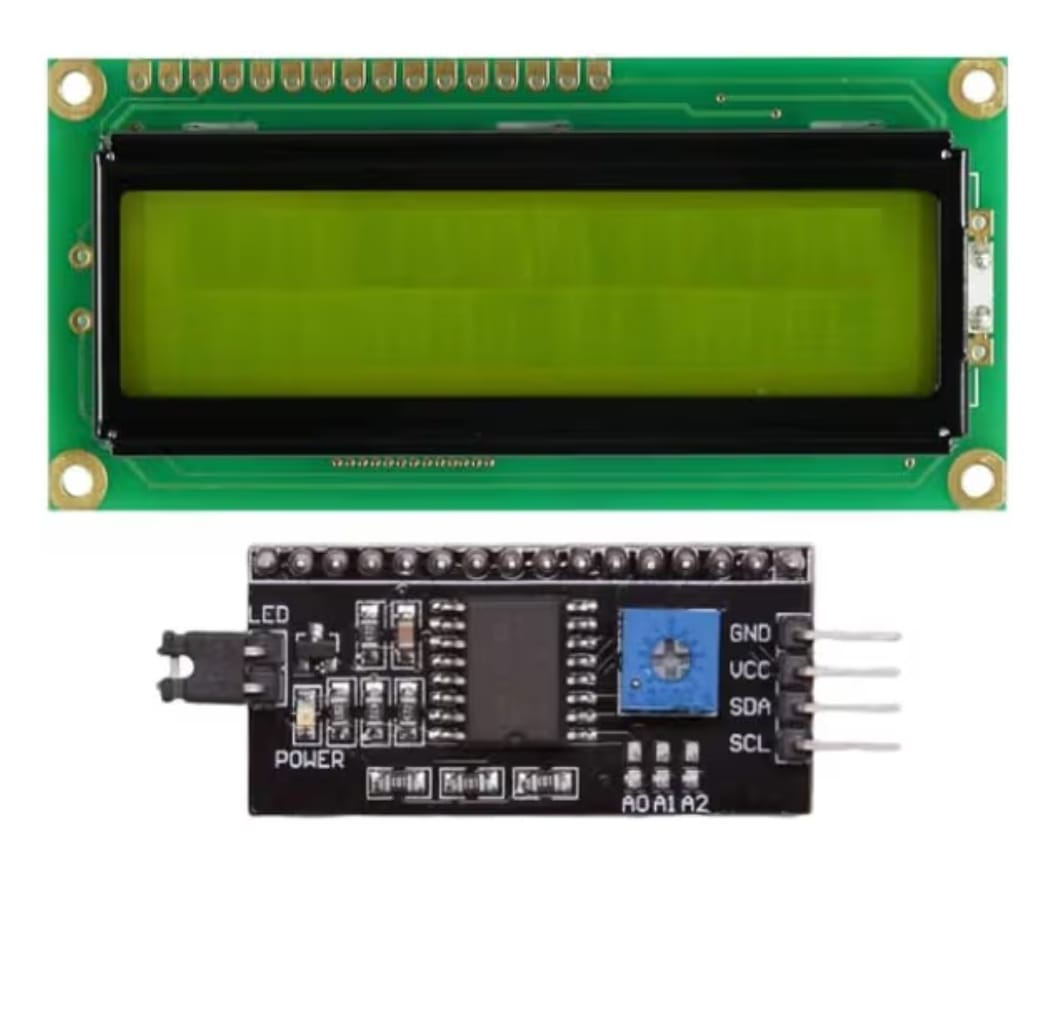 LED
GND
VCC
SDA
POWER
SCL
A0 A1 A2